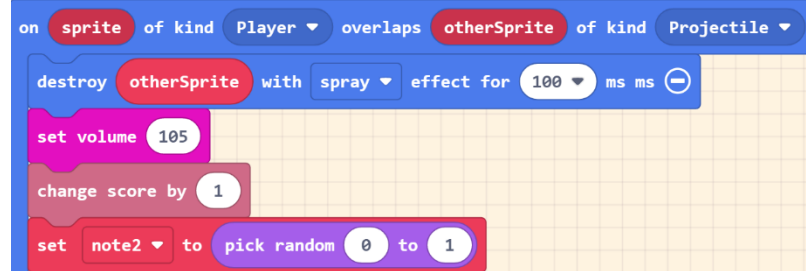 on sprite of kind Player overlaps otherSprite of kind Projectile
destroy otherSprite with spray effect for 100 ms ms
set volume 105
change score by 1
set note2 to pick random 0 to 1